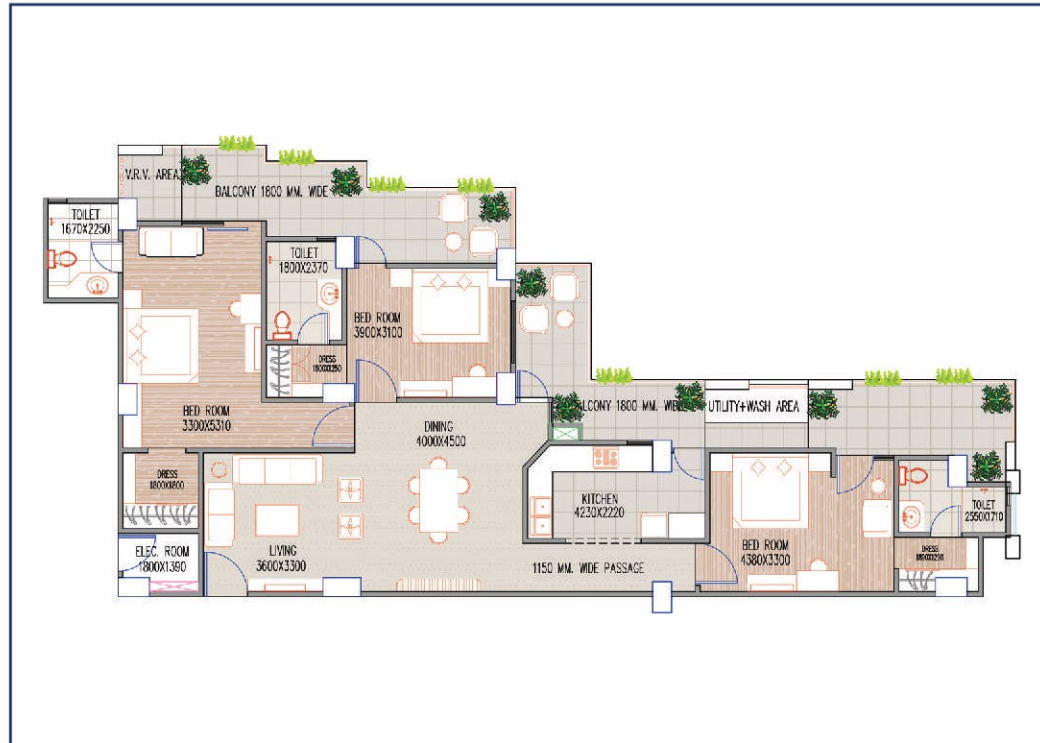 V.R.V. AREA
BALCONY 1800 MM. WIDE
TOILET
1670X2250
TOILET
1800X2370
BED ROOM
3900X3100
DRESS
1800X1250
BED ROOM
3300X5310
DINING
4000X4500
BALCONY 1800 MM. WIDE
UTILITY+WASH AREA
DRESS
1800X1800
KITCHEN
4230X2220
TOILET
2550X1710
ELEC. ROOM
1800X1390
LIVING
3600X3300
1150 MM. WIDE PASSAGE
BED ROOM
4380X3300
DRESS